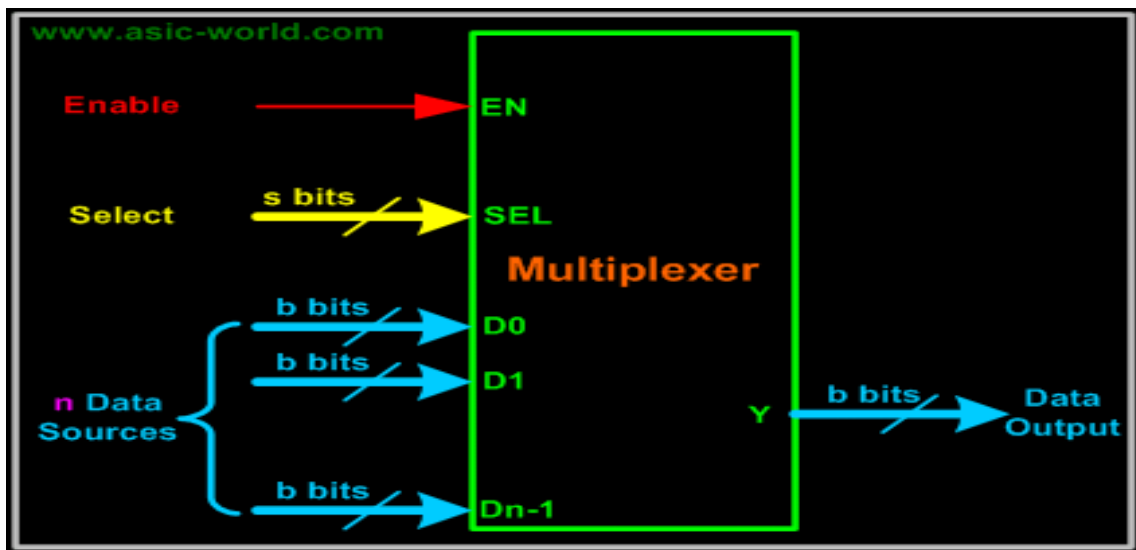 www.asic-world.com
Enable
EN
s bits
Select
SEL
Multiplexer
b bits
D0
b bits
D1
n Data
Sources
b bits
Dn-1
Y
b bits
Data
Output